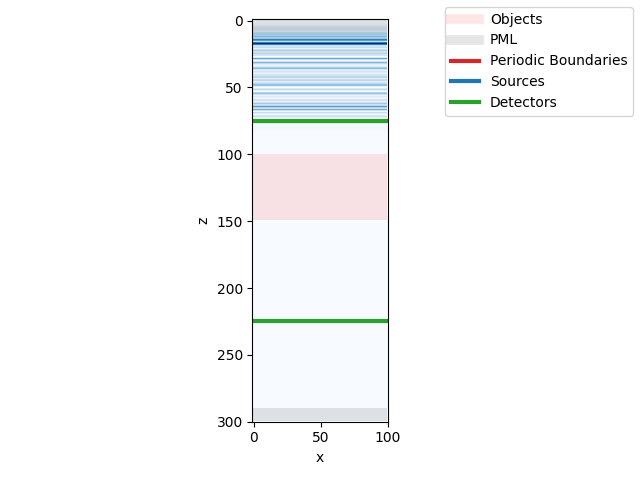 Objects
PML
Periodic Boundaries
Sources
Detectors
0
50
100
150
200
250
300
z
0
50
100
x